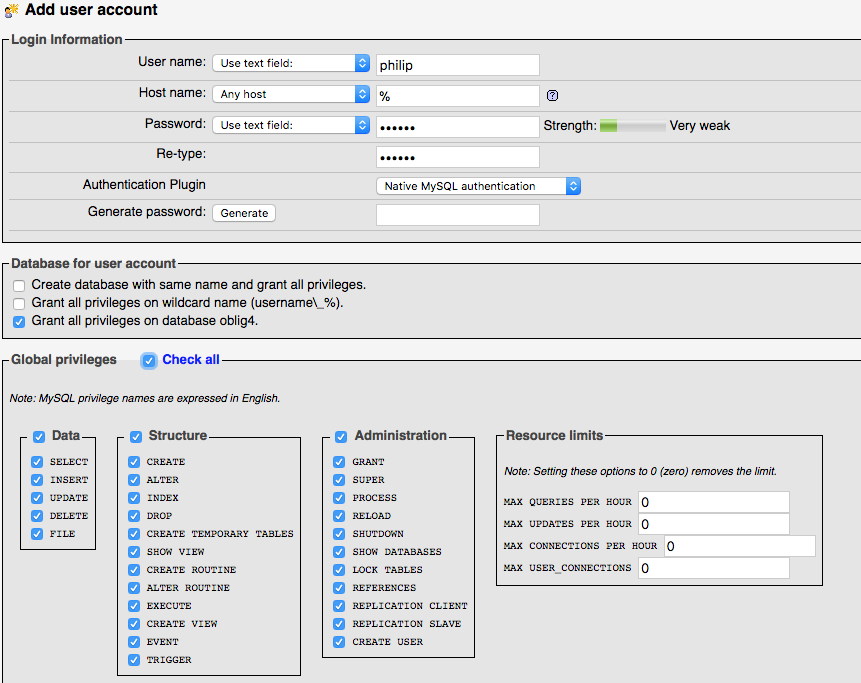 Add user account
Login Information
User name: Use text field: philip
Host name: Any host %
Password: Use text field: •••••• Strength: Very weak
Re-type: ••••••
Authentication Plugin Native MySQL authentication
Generate password: Generate
Database for user account
Create database with same name and grant all privileges.
Grant all privileges on wildcard name (username\_%).
Grant all privileges on database oblig4.
Global privileges Check all
Note: MySQL privilege names are expressed in English.
Data
SELECT
INSERT
UPDATE
DELETE
FILE
Structure
CREATE
ALTER
INDEX
DROP
CREATE TEMPORARY TABLES
SHOW VIEW
CREATE ROUTINE
ALTER ROUTINE
EXECUTE
CREATE VIEW
EVENT
TRIGGER
Administration
GRANT
SUPER
PROCESS
RELOAD
SHUTDOWN
SHOW DATABASES
LOCK TABLES
REFERENCES
REPLICATION CLIENT
REPLICATION SLAVE
CREATE USER
Resource limits
Note: Setting these options to 0 (zero) removes the limit.
MAX QUERIES PER HOUR 0
MAX UPDATES PER HOUR 0
MAX CONNECTIONS PER HOUR 0
MAX USER_CONNECTIONS 0